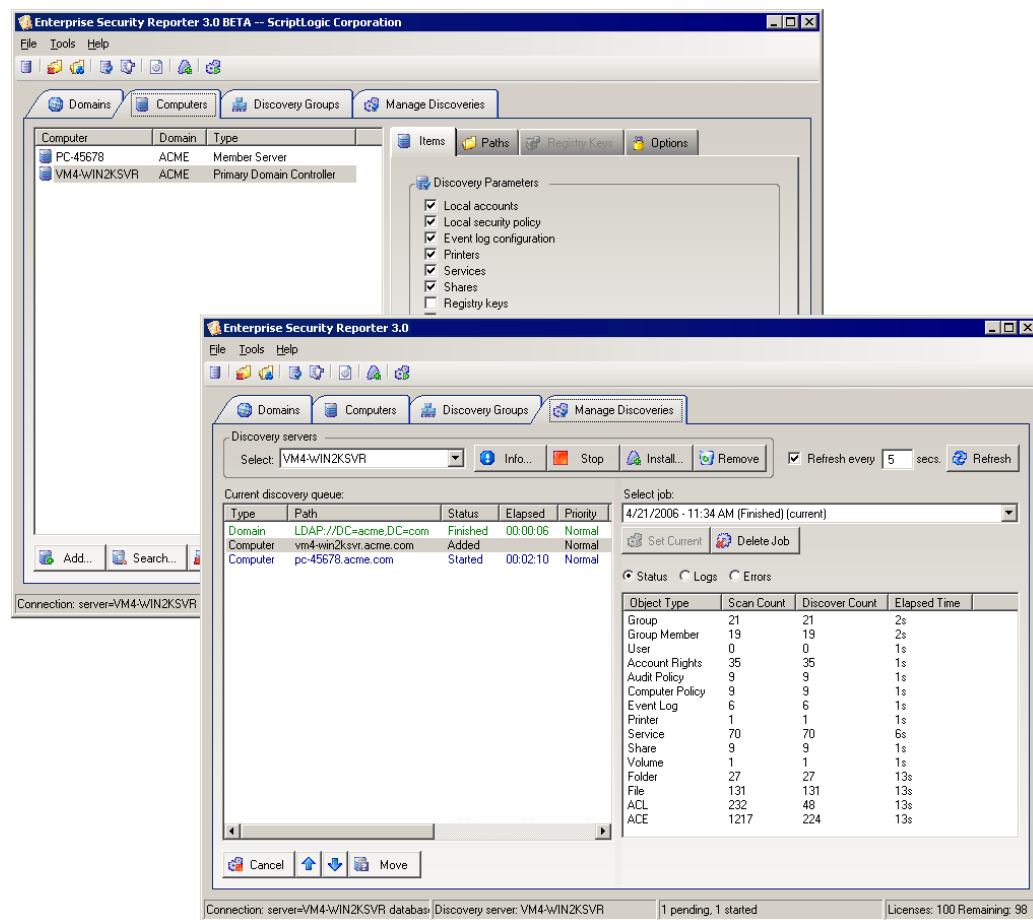 Enterprise Security Reporter 3.0 BETA -- ScriptLogic Corporation
File Tools Help
Domains Computers Discovery Groups Manage Discoveries
Computer Domain Type
PC-45678 ACME Member Server
VM4-WIN2KSVR ACME Primary Domain Controller
Items Paths Registry Keys Options
Discovery Parameters
Local accounts
Local security policy
Event log configuration
Printers
Services
Shares
Registry keys
Add... Search...
Connection: server=VM4-WIN2KSVR
Enterprise Security Reporter 3.0
File Tools Help
Domains Computers Discovery Groups Manage Discoveries
Discovery servers
Select: VM4-WIN2KSVR Info... Stop Install... Remove Refresh every 5 secs. Refresh
Current discovery queue:
Type Path Status Elapsed Priority
Domain LDAP://DC=acme,DC=com Finished 00:00:06 Normal
Computer vm4-win2ksvr.acme.com Added Normal
Computer pc-45678.acme.com Started 00:02:10 Normal
Cancel Move
Select job:
4/21/2006 - 11:34 AM (Finished) (current)
Set Current Delete Job
Status Logs Errors
Object Type Scan Count Discover Count Elapsed Time
Group 21 21 2s
Group Member 19 19 2s
User 0 0 1s
Account Rights 35 35 1s
Audit Policy 9 9 1s
Computer Policy 9 9 1s
Event Log 6 6 1s
Printer 1 1 1s
Service 70 70 6s
Share 9 9 1s
Volume 1 1 1s
Folder 27 27 13s
File 131 131 13s
ACL 232 48 13s
ACE 1217 224 13s
Connection: server=VM4-WIN2KSVR databas Discovery server: VM4-WIN2KSVR 1 pending, 1 started Licenses: 100 Remaining: 98